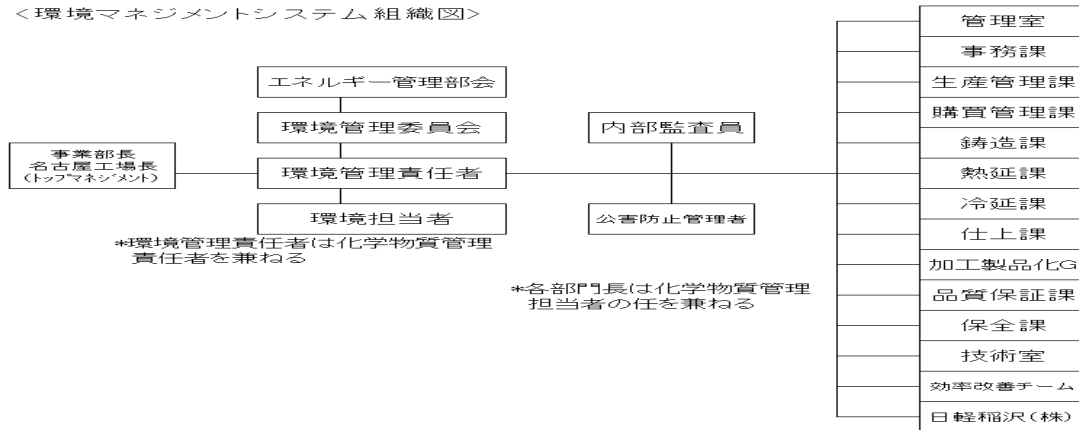 <環境マネジメントシステム組織図>
エネルギー管理部会
環境管理委員会
内部監査員
事業部長
名古屋工場長
(トップマネジメント)
環境管理責任者
環境担当者
公害防止管理者
*環境管理責任者は化学物質管理
責任者を兼ねる
*各部門長は化学物質管理
担当者の任を兼ねる
管理室
事務課
生産管理課
購買管理課
鋳造課
熱延課
冷延課
仕上課
加工製品化G
品質保証課
保全課
技術室
効率改善チーム
日軽稲沢(株)